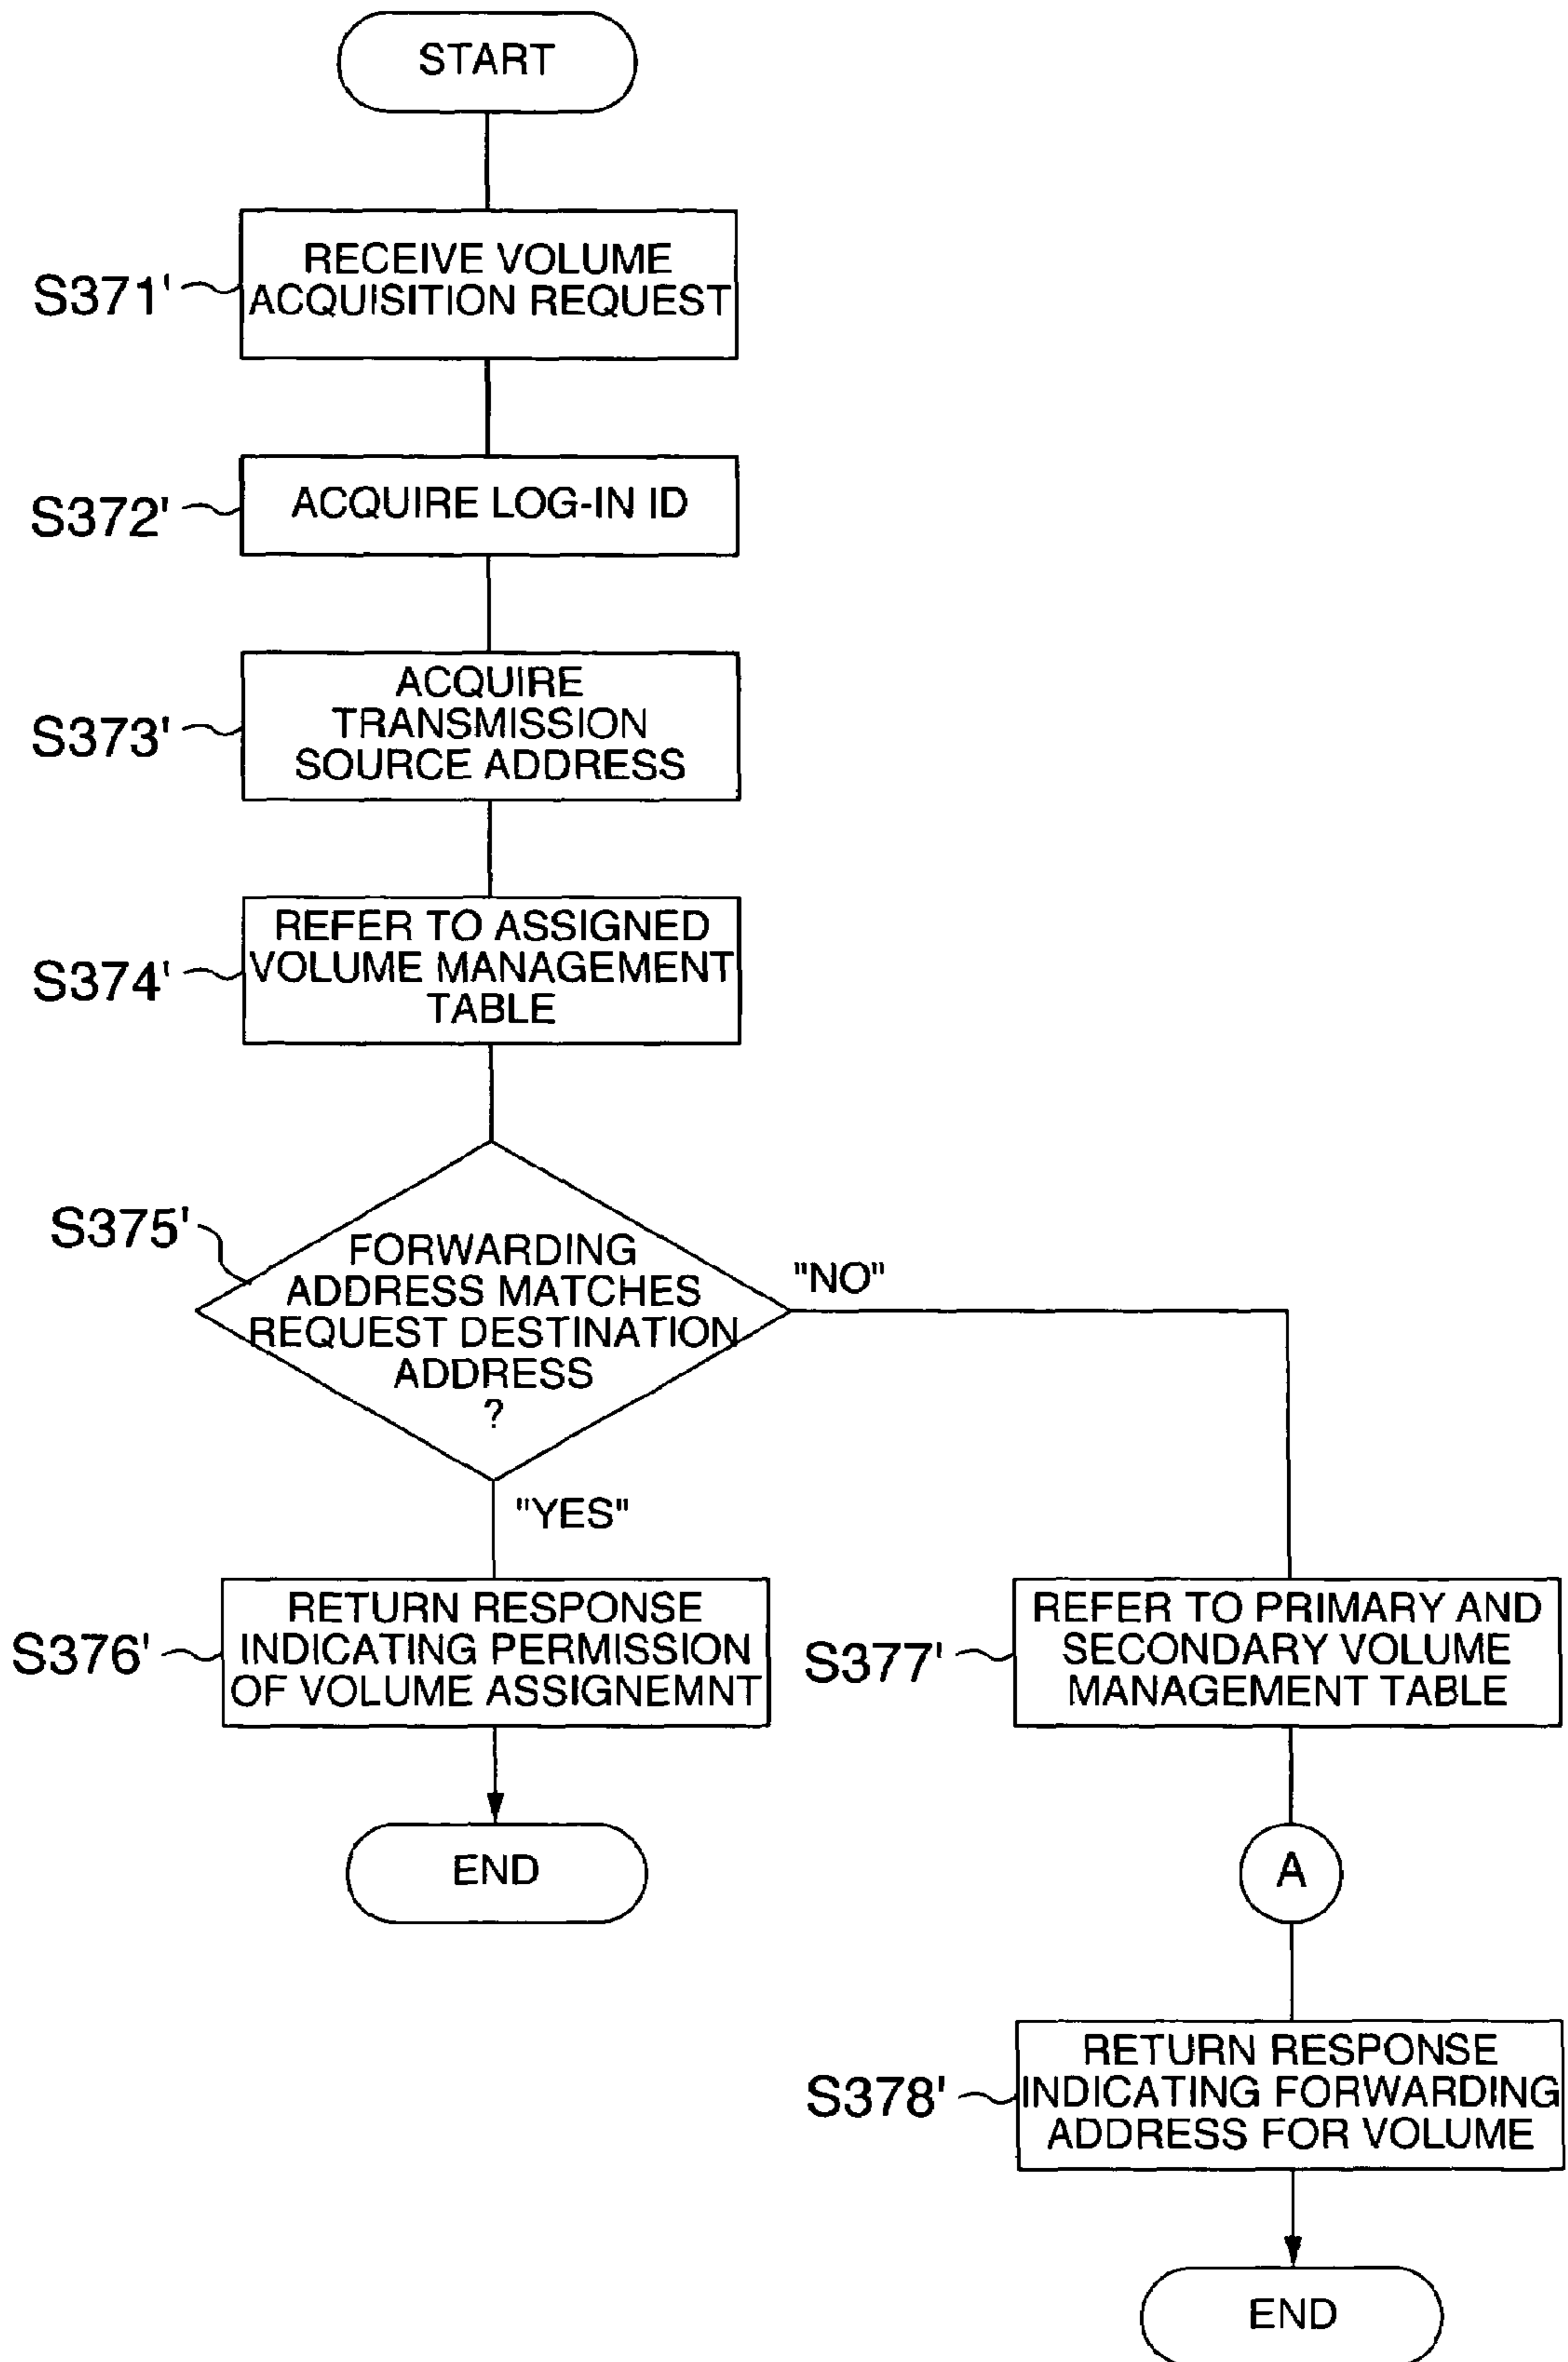 START
S371'
RECEIVE VOLUME
ACQUISITION REQUEST
S372'
ACQUIRE LOG-IN ID
S373'
ACQUIRE
TRANSMISSION
SOURCE ADDRESS
S374'
REFER TO ASSIGNED
VOLUME MANAGEMENT
TABLE
S375'
FORWARDING
ADDRESS MATCHES
REQUEST DESTINATION
ADDRESS
?
"NO"
"YES"
S376'
RETURN RESPONSE
INDICATING PERMISSION
OF VOLUME ASSIGNEMNT
END
S377'
REFER TO PRIMARY AND
SECONDARY VOLUME
MANAGEMENT TABLE
A
S378'
RETURN RESPONSE
INDICATING FORWARDING
ADDRESS FOR VOLUME
END